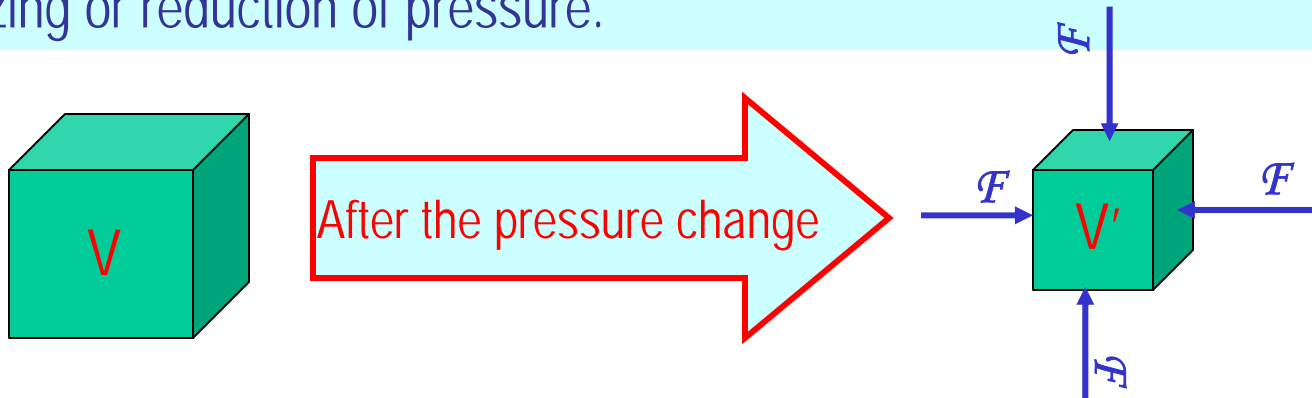 zing or reduction of pressure.
F
V
After the pressure change
F
V'
F
F